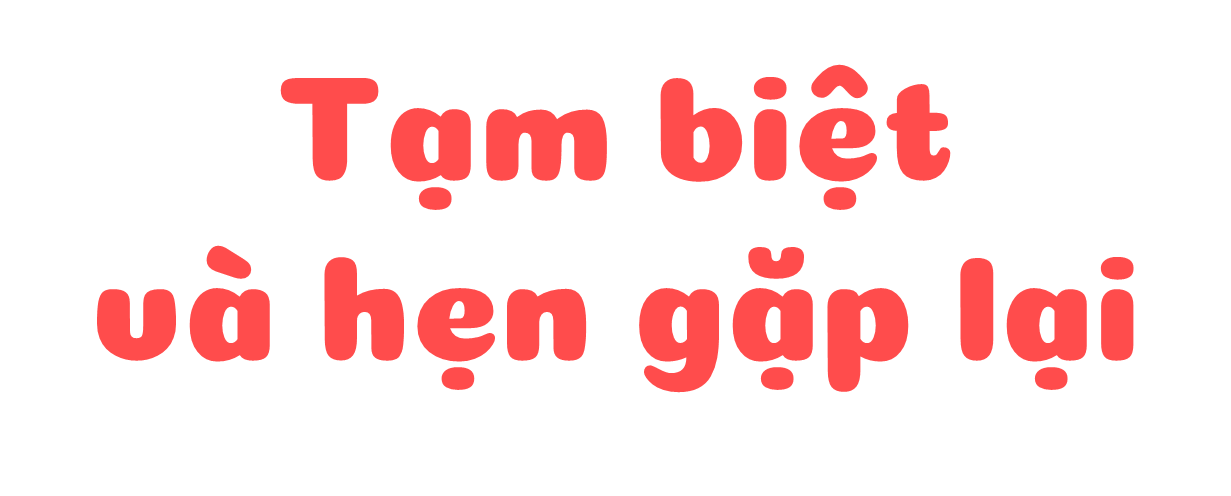 Tạm biệt
và hẹn gặp lại